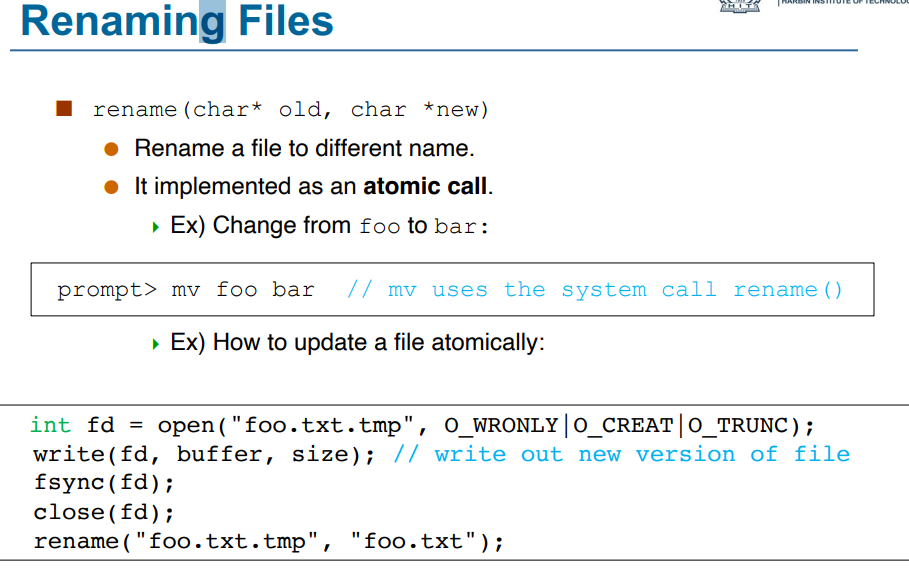 HARBIN INSTITUTE OF TECHNOLOG
Renaming Files
rename(char* old, char *new)
Rename a file to different name.
It implemented as an atomic call.
Ex) Change from foo to bar:
prompt> mv foo bar // mv uses the system call rename()
Ex) How to update a file atomically:
int fd = open("foo.txt.tmp", O_WRONLY|O_CREAT|O_TRUNC);
write(fd, buffer, size); // write out new version of file
fsync(fd);
close(fd);
rename("foo.txt.tmp", "foo.txt");